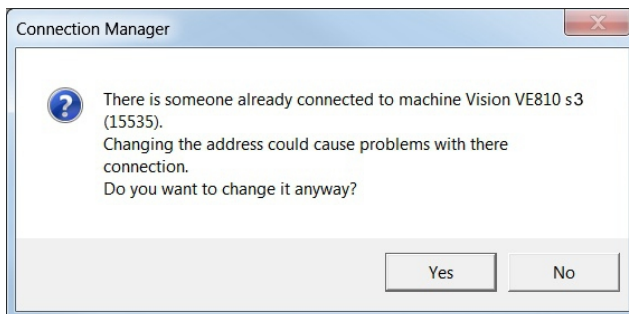 Connection Manager
There is someone already connected to machine Vision VE810 s3
(15535).
Changing the address could cause problems with there
connection.
Do you want to change it anyway?
Yes
No